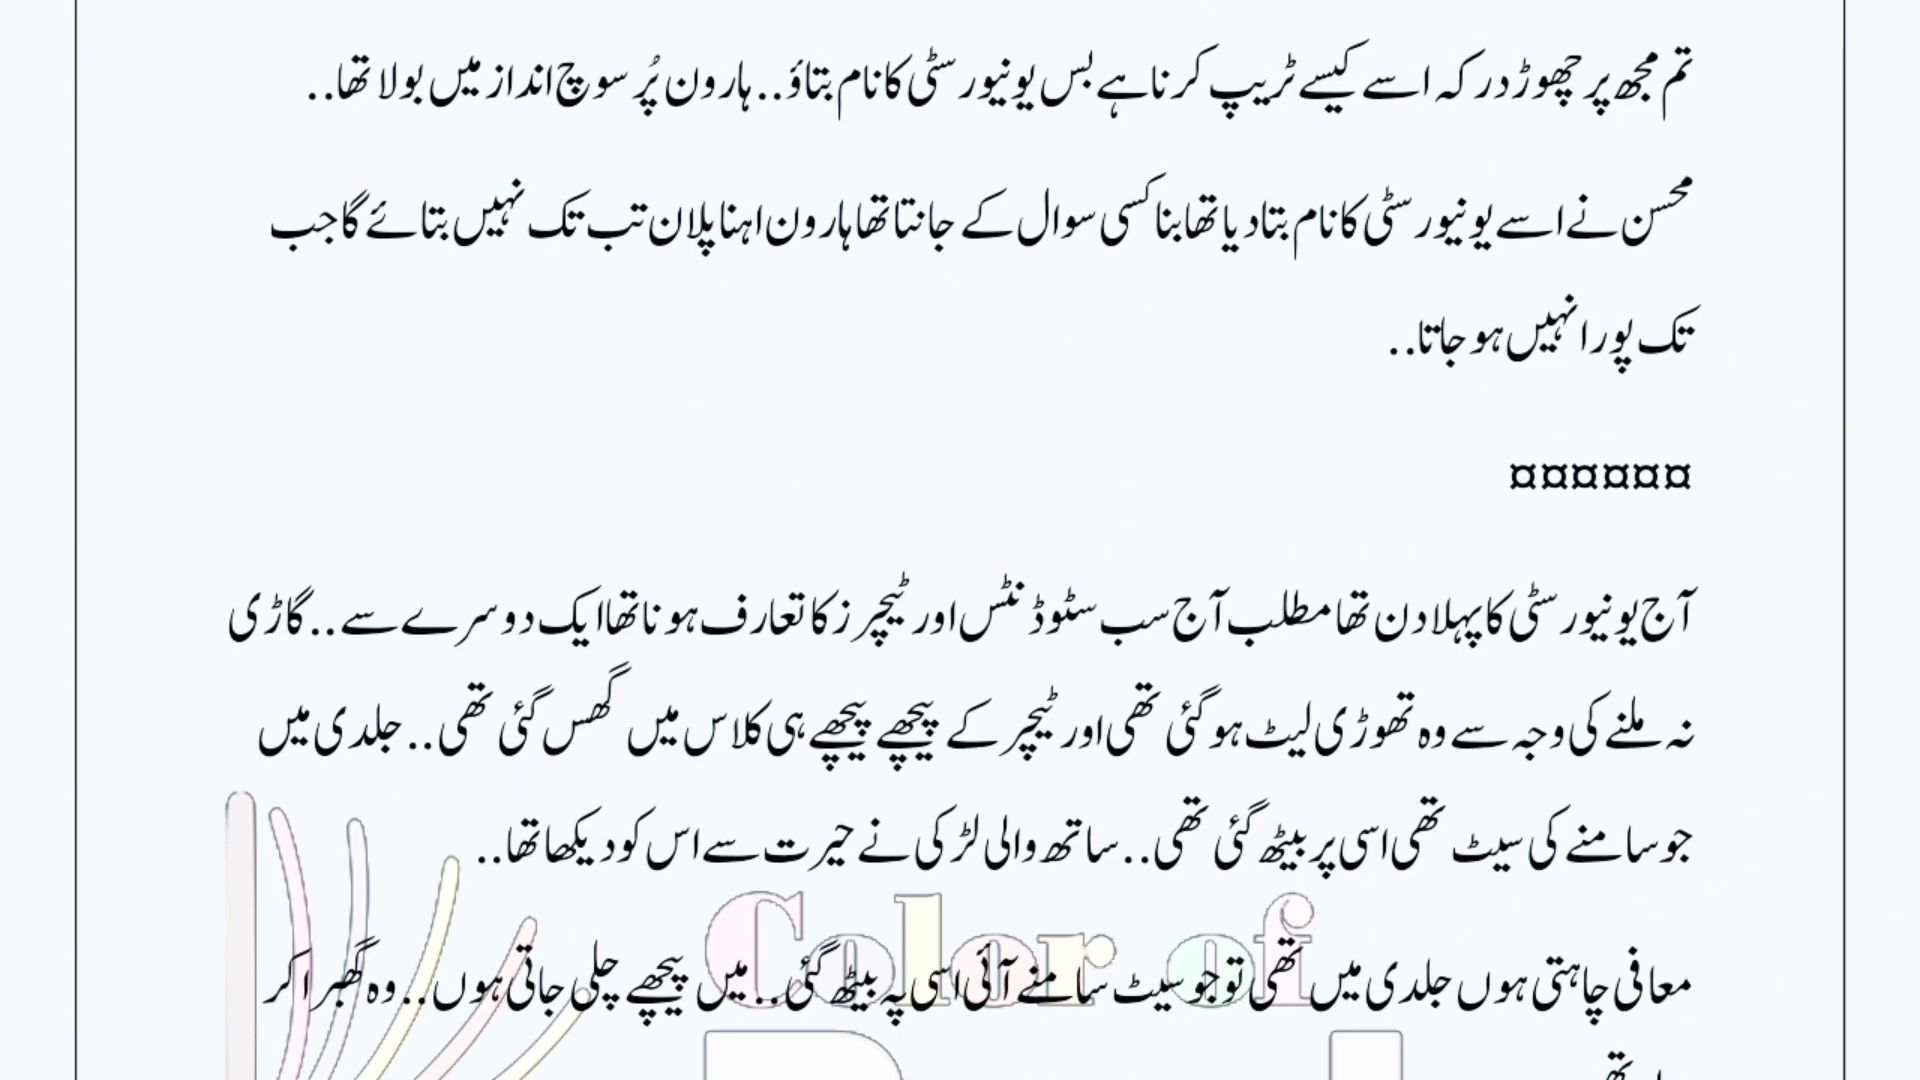 تم مجھ پر چھوڑ در کہ اسے کیسے ٹریپ کرنا ہے بس یونیورسٹی کا نام بتاؤ.. ہارون پُر سوچ انداز میں بولا تھا..
محسن نے اسے یونیورسٹی کا نام بتا دیا تھا بنا کسی سوال کے جانتا تھا ہارون اہنا پلان تب تک نہیں بتائے گا جب
تک پورا نہیں ہو جاتا..
¤¤¤¤¤¤
آج یونیورسٹی کا پہلا دن تھا مطلب آج سب سٹوڈنٹس اور ٹیچرز کا تعارف ہونا تھا ایک دوسرے سے.. گاڑی
نہ ملنے کی وجہ سے وہ تھوڑی لیٹ ہو گئی تھی اور ٹیچر کے پیچھے پیچھے ہی کلاس میں گھس گئی تھی.. جلدی میں
جو سامنے کی سیٹ تھی اسی پر بیٹھ گئی تھی.. ساتھ والی لڑکی نے حیرت سے اس کو دیکھا تھا..
Color of
معافی چاہتی ہوں جلدی میں تھی تو جو سیٹ سامنے آئی اسی پہ بیٹھ گئی.. میں پیچھے چلی جاتی ہوں.. وہ گھبرا کر